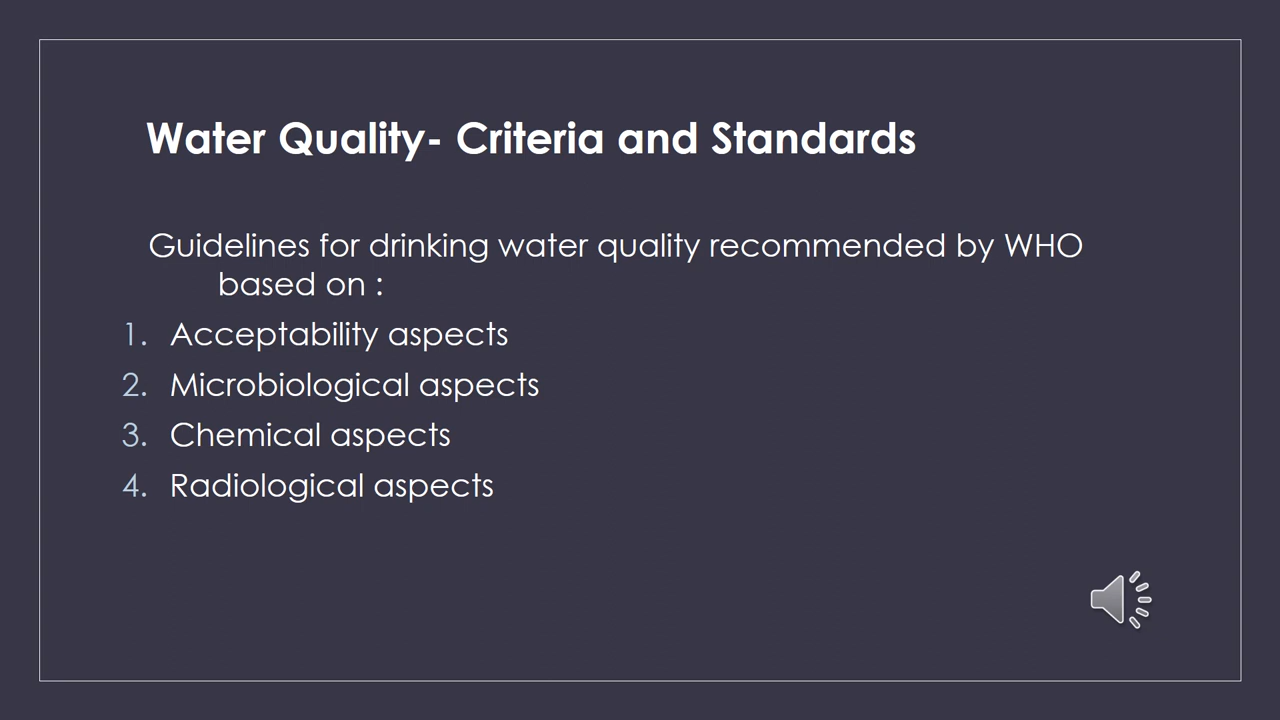 Water Quality- Criteria and Standards
Guidelines for drinking water quality recommended by WHO
based on :
1. Acceptability aspects
2. Microbiological aspects
3. Chemical aspects
4. Radiological aspects